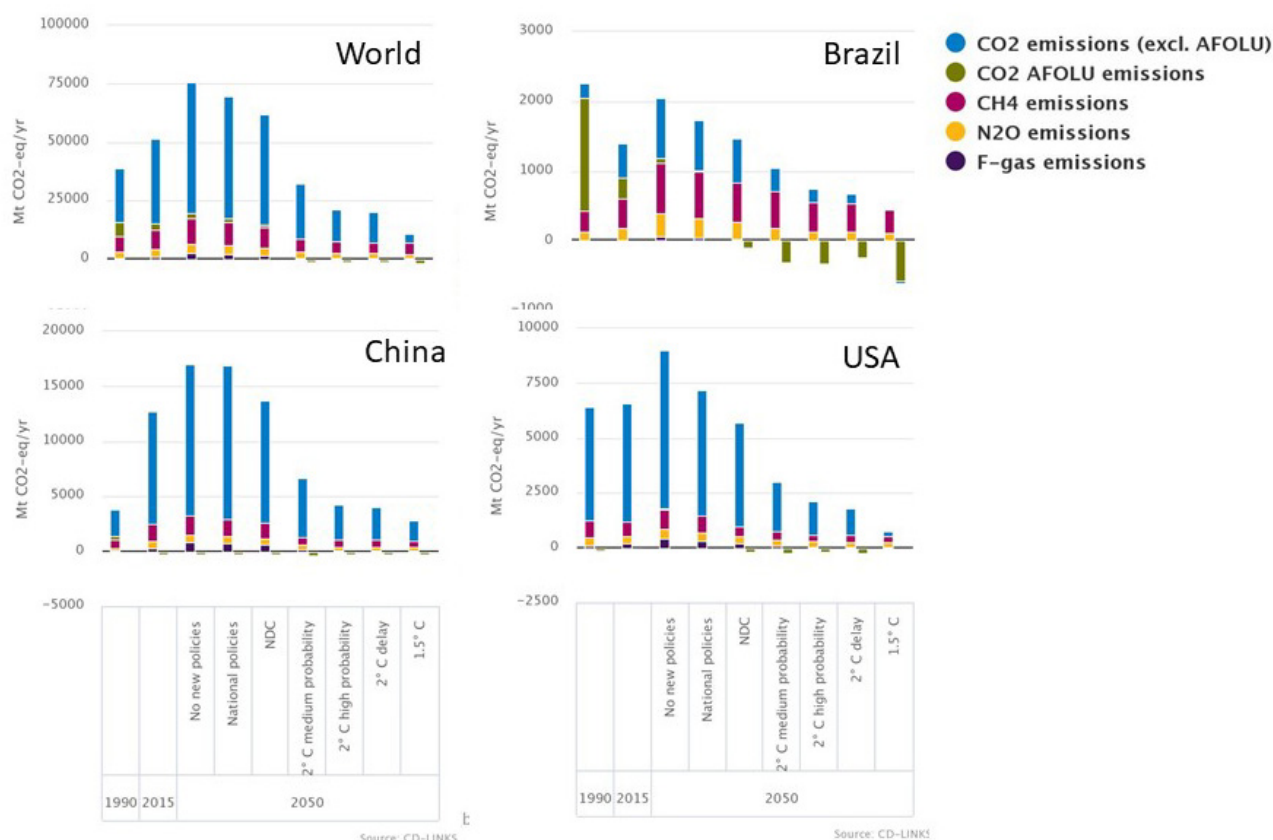 100000
World
75000
50000
25000
0
Mt CO2-eq/yr
3000
Brazil
2000
1000
0
-1000
Mt CO2-eq/yr
CO2 emissions (excl. AFOLU)
CO2 AFOLU emissions
CH4 emissions
N2O emissions
F-gas emissions
20000
China
15000
10000
5000
0
-5000
Mt CO2-eq/yr
No new policies
National policies
NDC
2° C medium probability
2° C high probability
2° C delay
1.5° C
1990
2015
2050
Source: CD-LINKS
10000
USA
7500
5000
2500
0
-2500
Mt CO2-eq/yr
No new policies
National policies
NDC
2° C medium probability
2° C high probability
2° C delay
1.5° C
1990
2015
2050
Source: CD-LINKS